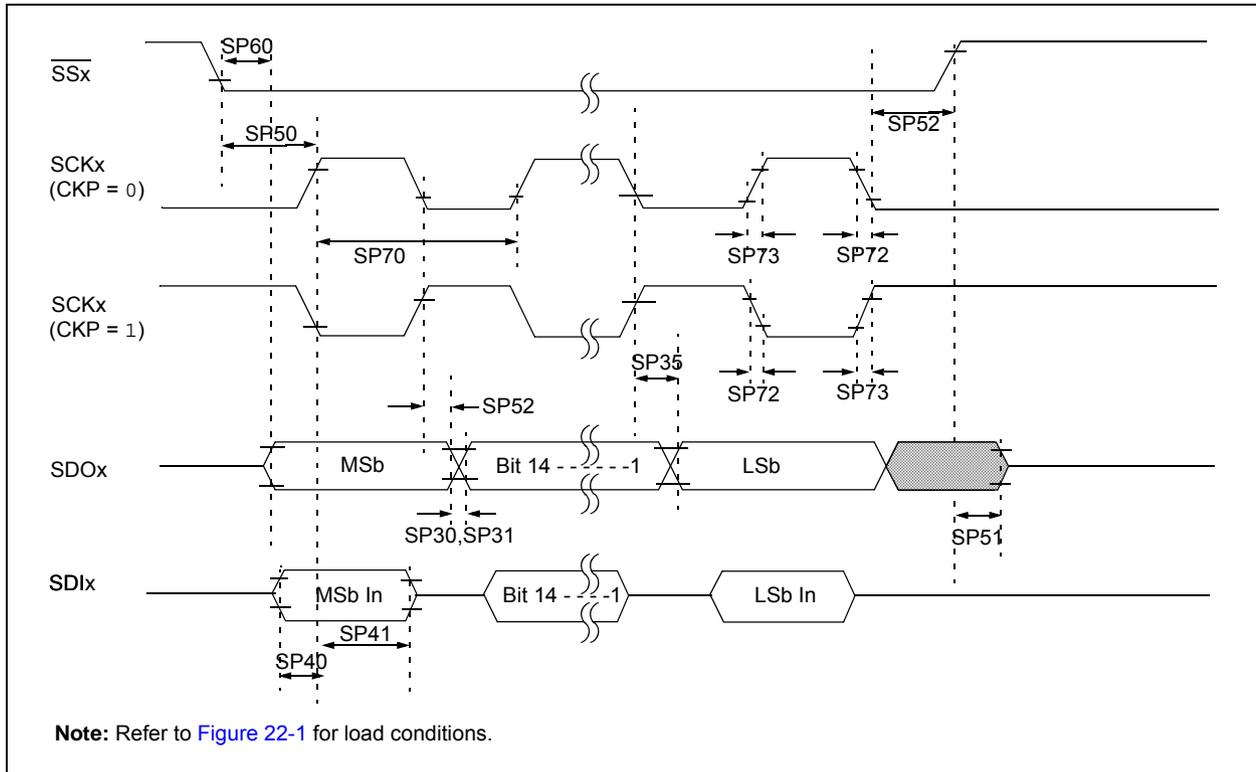 SP60
SSx
SP52
SP50
SCKx
(CKP = 0)
SP70
SP73
SP72
SCKx
(CKP = 1)
SP35
SP72
SP73
SP52
SDOx
MSb
Bit 14 - - - - - -1
LSb
SP30,SP31
SP51
SDIx
MSb In
Bit 14 - - - -1
LSb In
SP41
SP40
Note: Refer to Figure 22-1 for load conditions.